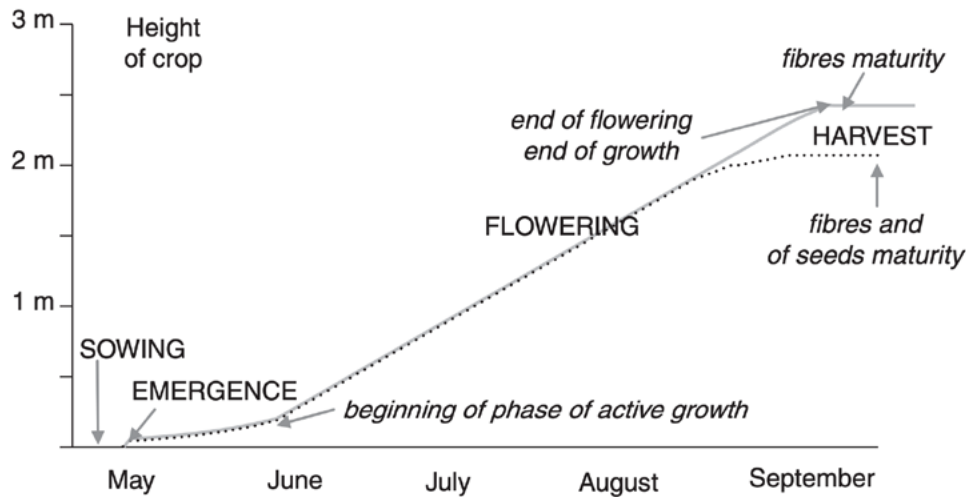 3 m
Height
of crop
fibres maturity
end of flowering
end of growth
HARVEST
2 m
FLOWERING
fibres and
of seeds maturity
1 m
SOWING
EMERGENCE
beginning of phase of active growth
May
June
July
August
September